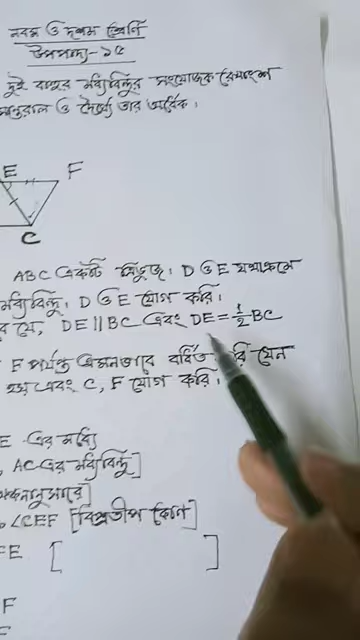 নবম ও দশম শ্রেণি
উপপাদ্য-১৫
দুই বাহুর মধ্যবিন্দুর সংযোজক রেখাংশ
সমান্তরাল ও দৈর্ঘ্যে তার অর্ধেক।
E F
C
ABC একটি ত্রিভুজ। D ও E যথাক্রমে
মধ্যবিন্দু। D ও E যোগ করি।
যে, DE || BC এবং DE = 1/2 BC
F পর্যন্ত এমনভাবে বর্ধিত করি যেন
হয় এবং C, F যোগ করি।
E -এর মধ্যে
, AC এর মধ্যবিন্দু]
অঙ্কনানুসারে]
∠CEF [বিপ্রতীপ কোণ]
FE [ ]
F